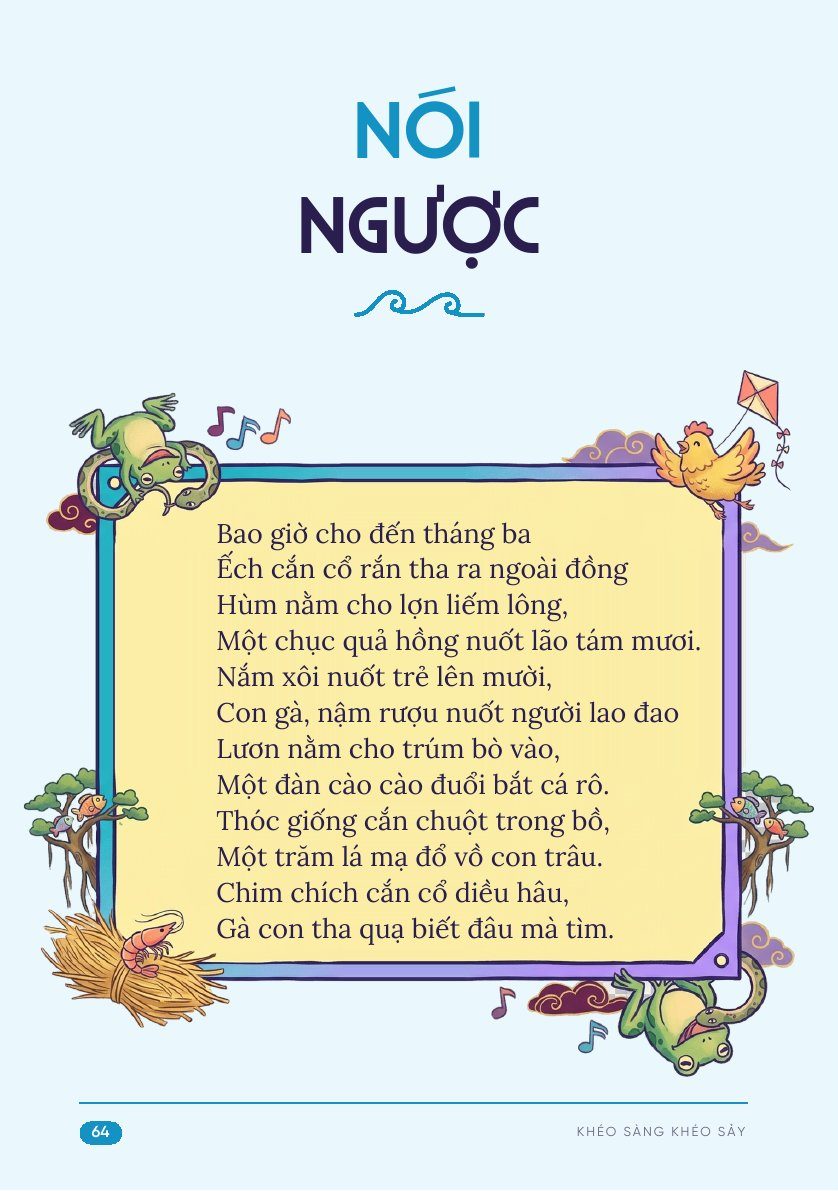 NÓI
NGƯỢC
Bao giờ cho đến tháng ba
Ếch cắn cổ rắn tha ra ngoài đồng
Hùm nằm cho lợn liếm lông,
Một chục quả hồng nuốt lão tám mươi.
Nắm xôi nuốt trẻ lên mười,
Con gà, nậm rượu nuốt người lao đao
Lươn nằm cho trúm bò vào,
Một đàn cào cào đuổi bắt cá rô.
Thóc giống cắn chuột trong bồ,
Một trăm lá mạ đổ vồ con trâu.
Chim chích cắn cổ diều hâu,
Gà con tha quạ biết đâu mà tìm.
64
KHÉO SÀNG KHÉO SẢY